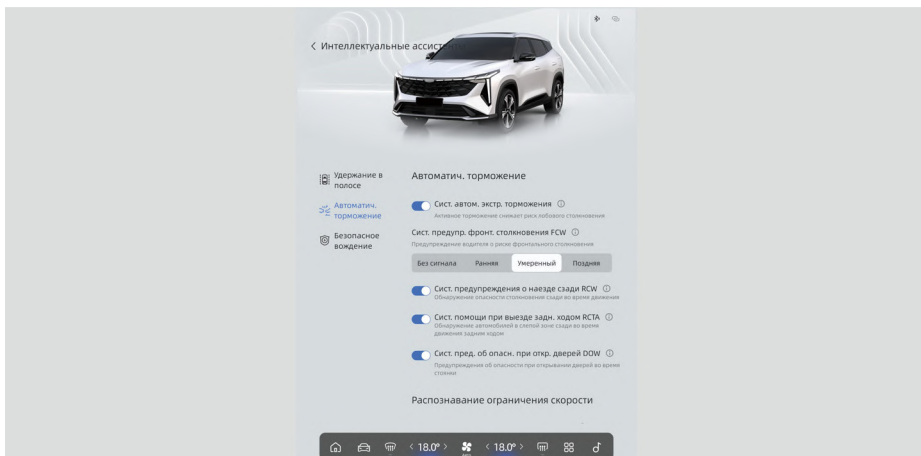 Интеллектуальные ассист
Удержание в
полосе
Автоматич.
торможение
Безопасное
вождение
Автоматич. торможение
Сист. автом. экстр. торможения
Активное торможение снижает риск лобового столкновения
Сист. предупр. фронт. столкновения FCW
Предупреждение водителя о риске фронтального столкновения
Без сигнала Ранняя Умеренный Поздняя
Сист. предупреждения о наезде сзади RCW
Обнаружение опасности столкновения сзади во время движения
Сист. помощи при выезде задн. ходом RCTA
Обнаружение автомобилей в слепой зоне сзади во время
движения задним ходом
Сист. пред. об опасн. при откр. дверей DOW
Предупреждения об опасности при открывании дверей во время
стоянки
Распознавание ограничения скорости
18.0° 18.0°